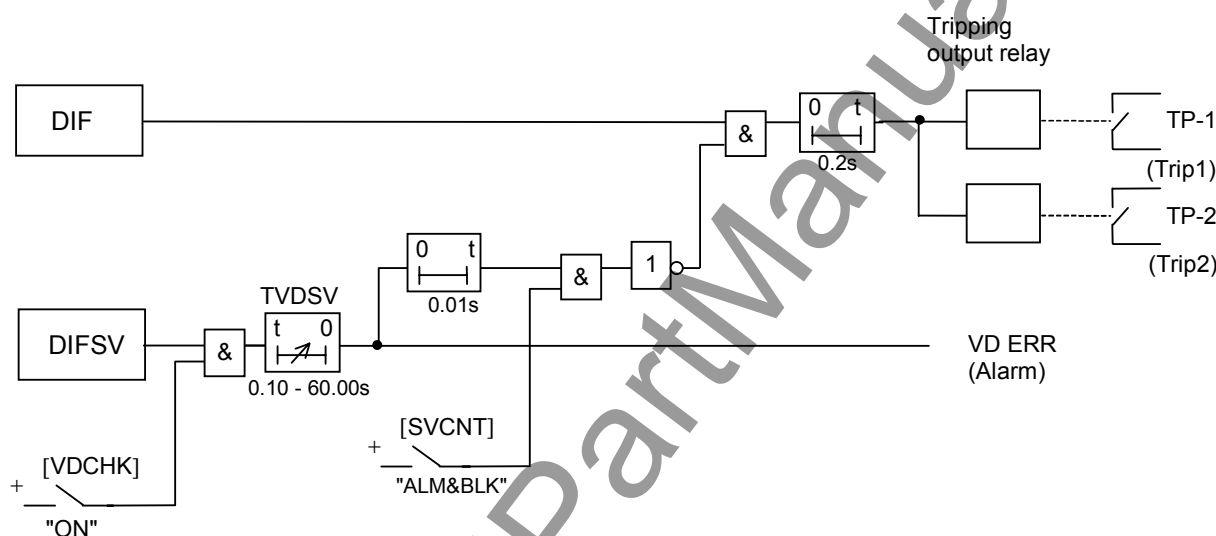 Tripping
output relay
DIF
&
0 t
0.2s
TP-1
(Trip1)
TP-2
(Trip2)
0 t
0.01s
&
1
TVDSV
DIFSV
&
t 0
0.10 - 60.00s
VD ERR
(Alarm)
[SVCNT]
+
"ALM&BLK"
[VDCHK]
+
"ON"
PartManua